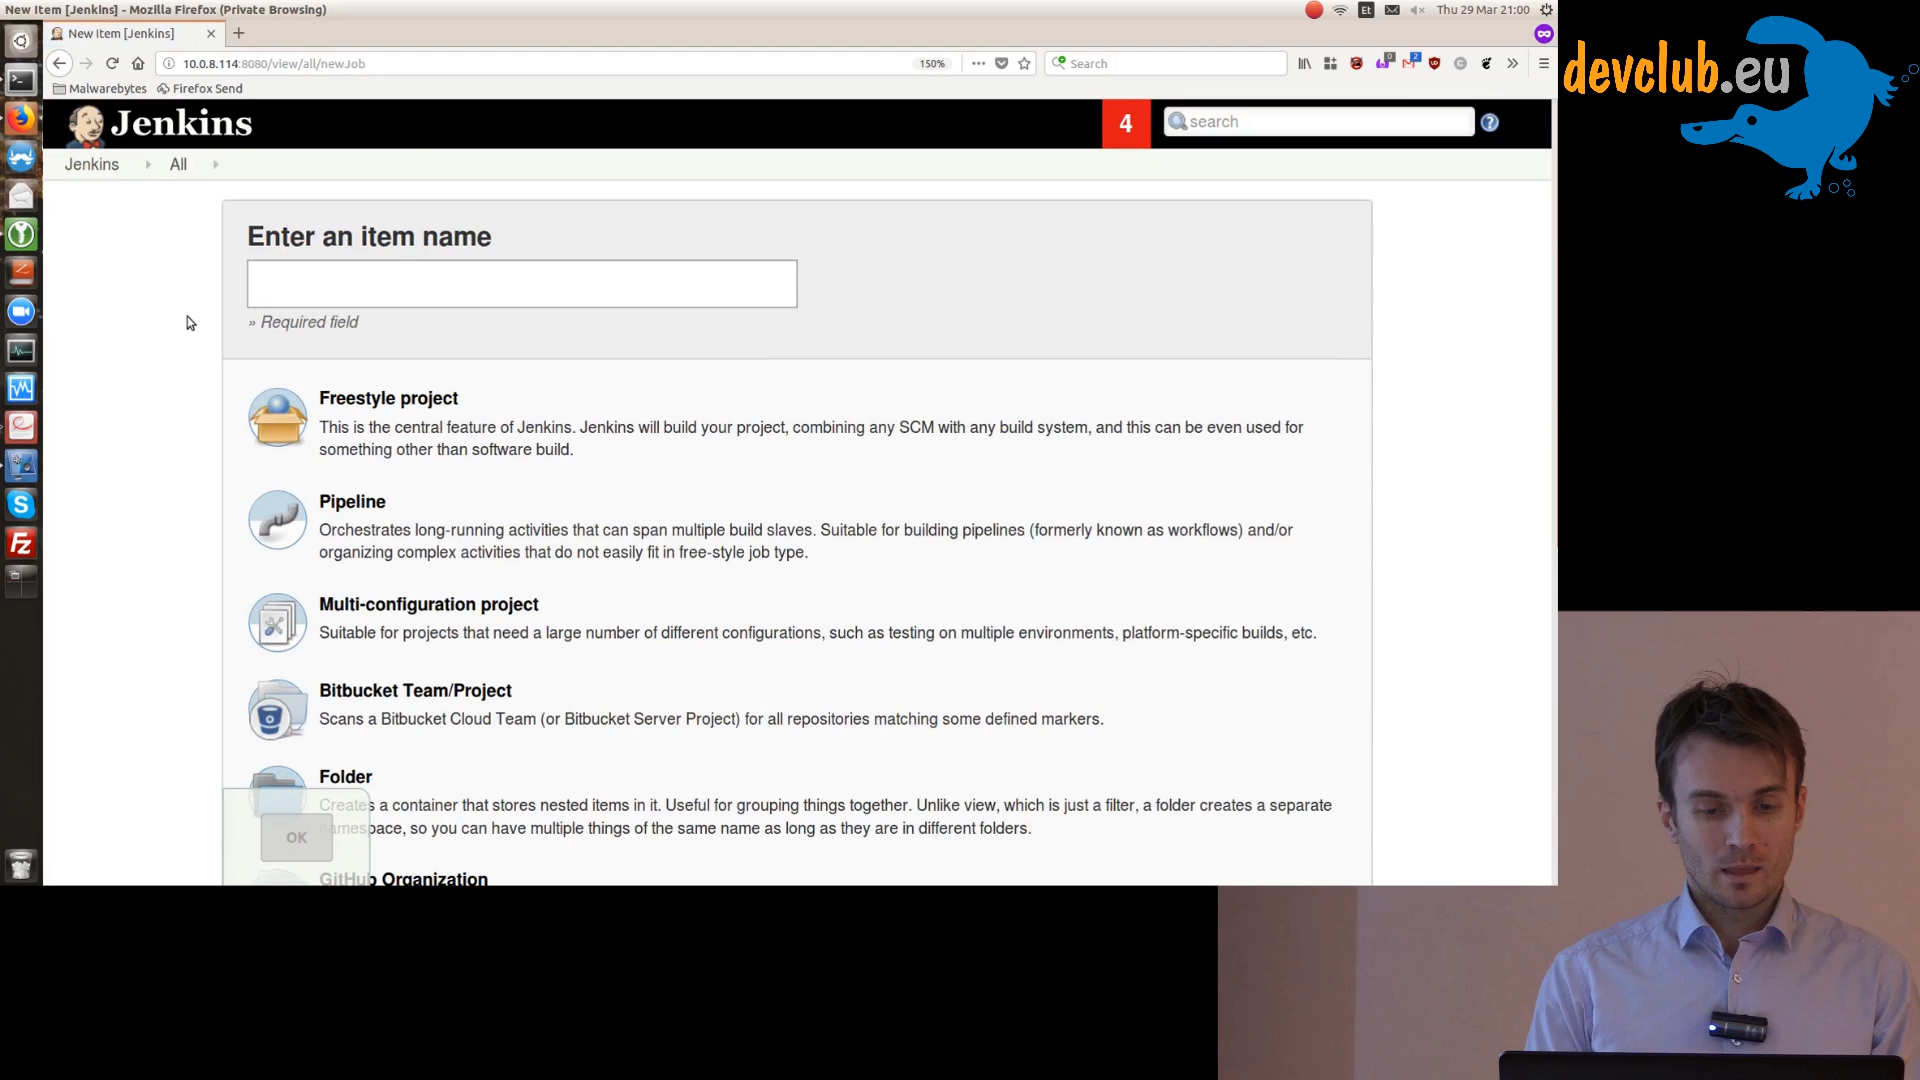 New Item [Jenkins] - Mozilla Firefox (Private Browsing)
Et
Thu 29 Mar 21:00
New Item [Jenkins]
10.0.8.114:8080/view/all/newJob
150%
Search
0
2
Malwarebytes
Firefox Send
Jenkins
4
search
Jenkins
All
Enter an item name
» Required field
Freestyle project
This is the central feature of Jenkins. Jenkins will build your project, combining any SCM with any build system, and this can be even used for
something other than software build.
Pipeline
Orchestrates long-running activities that can span multiple build slaves. Suitable for building pipelines (formerly known as workflows) and/or
organizing complex activities that do not easily fit in free-style job type.
Multi-configuration project
Suitable for projects that need a large number of different configurations, such as testing on multiple environments, platform-specific builds, etc.
Bitbucket Team/Project
Scans a Bitbucket Cloud Team (or Bitbucket Server Project) for all repositories matching some defined markers.
Folder
Creates a container that stores nested items in it. Useful for grouping things together. Unlike view, which is just a filter, a folder creates a separate
namespace, so you can have multiple things of the same name as long as they are in different folders.
OK
GitHub Organization
devclub.eu
Fz